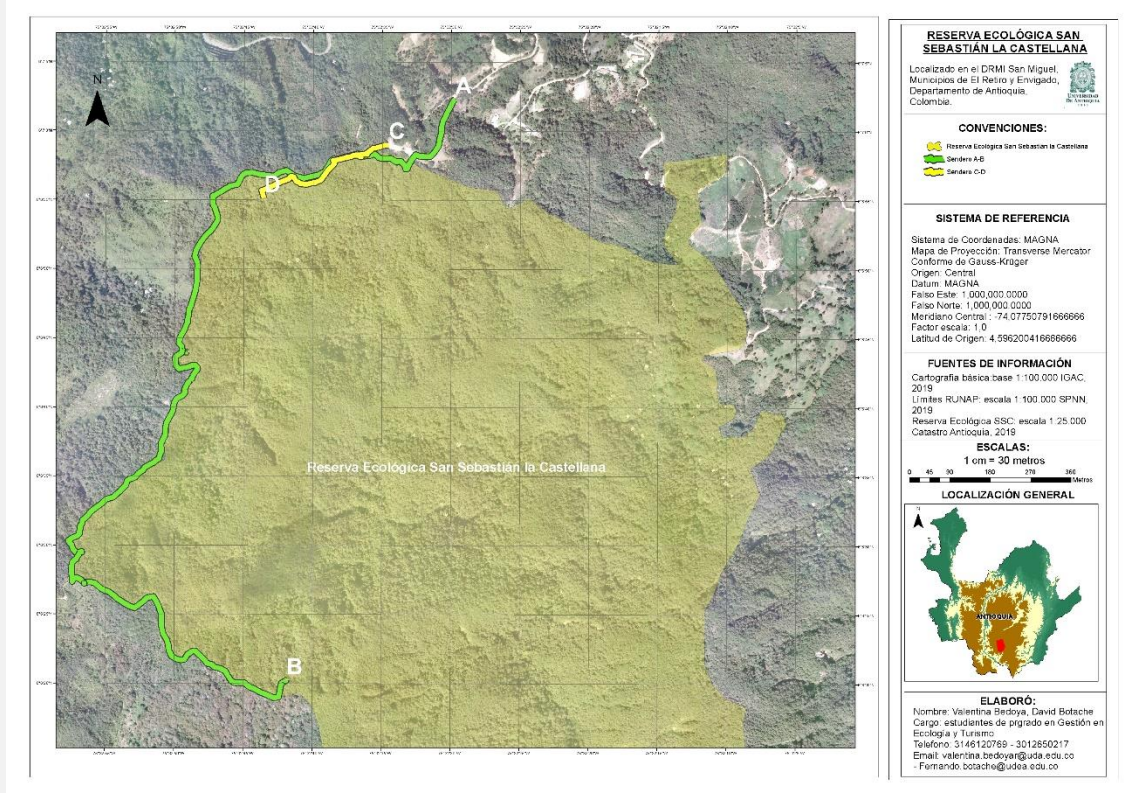 N
A
C
D
Reserva Ecológica San Sebastián la Castellana
B
RESERVA ECOLÓGICA SAN
SEBASTIÁN LA CASTELLANA
Localizado en el DRMI San Miguel,
Municipios de El Retiro y Envigado,
Departamento de Antioquia,
Colombia.
UNIVERSIDAD
DE ANTIOQUIA
CONVENCIONES:
Reserva Ecológica San Sebastián la Castellana
Sendero A-B
Sendero C-D
SISTEMA DE REFERENCIA
Sistema de Coordenadas: MAGNA
Mapa de Proyección: Transverse Mercator
Conforme de Gauss-Krüger
Origen: Central
Datum: MAGNA
Falso Este: 1,000,000.0000
Falso Norte: 1,000,000.0000
Meridiano Central : -74,07750791666666
Factor escala: 1,0
Latitud de Origen: 4,596200416666666
FUENTES DE INFORMACIÓN
Cartografía básica:base 1:100.000 IGAC,
2019
Límites RUNAP: escala 1:100.000 SPNN,
2019
Reserva Ecológica SSC: escala 1:25.000
Catastro Antioquia, 2019
ESCALAS:
1 cm = 30 metros
0 45 90 180 270 360
Metros
LOCALIZACIÓN GENERAL
N
ANTIOQUIA
ELABORÓ:
Nombre: Valentina Bedoya, David Botache
Cargo: estudiantes de prgrado en Gestión en
Ecología y Turismo
Telefono: 3146120769 - 3012650217
Email: valentina.bedoyar@uda.edu.co
- Fernando.botache@udea.edu.co